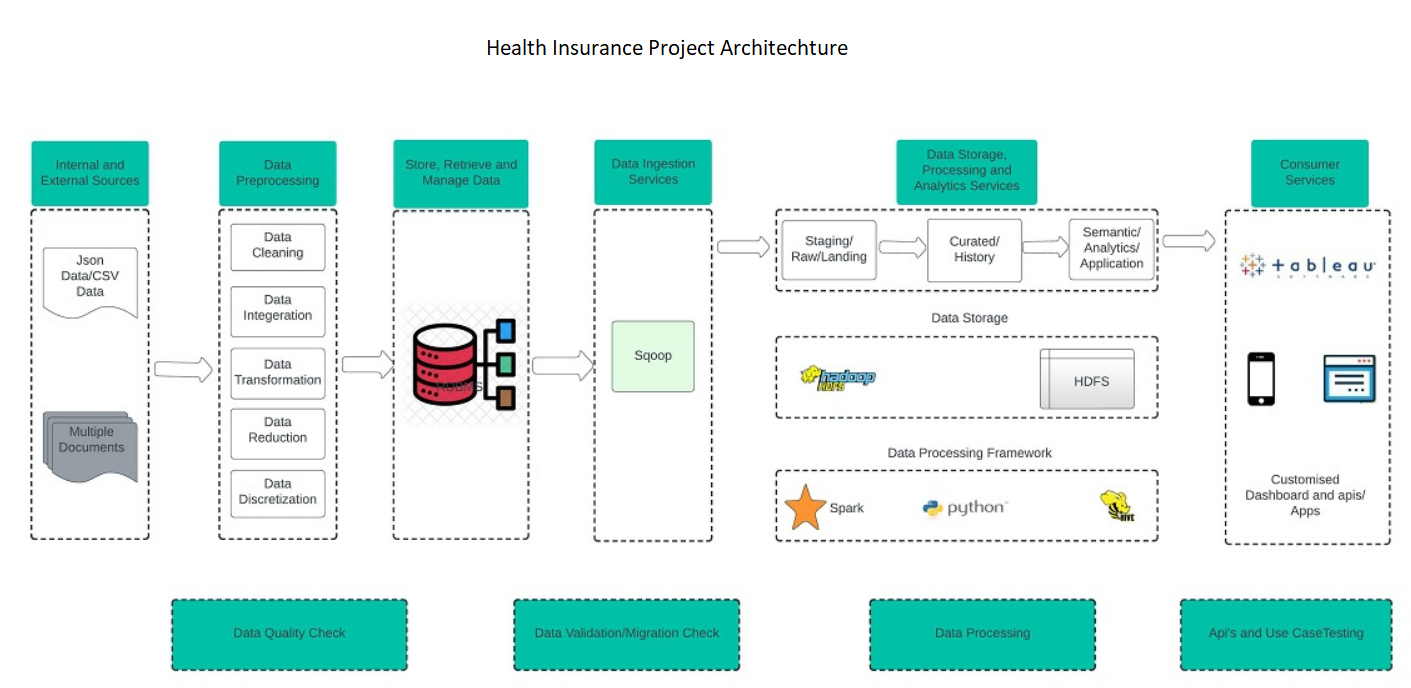 Health Insurance Project Architechture
Internal and
External Sources
Data
Preprocessing
Store, Retrieve and
Manage Data
Data Ingestion
Services
Data Storage,
Processing and
Analytics Services
Consumer
Services
Json
Data/CSV
Data
Multiple
Documents
Data
Cleaning
Data
Integeration
Data
Transformation
Data
Reduction
Data
Discretization
RDBMS
Sqoop
Staging/
Raw/Landing
Curated/
History
Semantic/
Analytics/
Application
Data Storage
hadoop
HDFS
HDFS
Data Processing Framework
Spark
python™
HIVE
+ a b l e a u
S O F T W A R E
Customised
Dashboard and apis/
Apps
Data Quality Check
Data Validation/Migration Check
Data Processing
Api's and Use CaseTesting